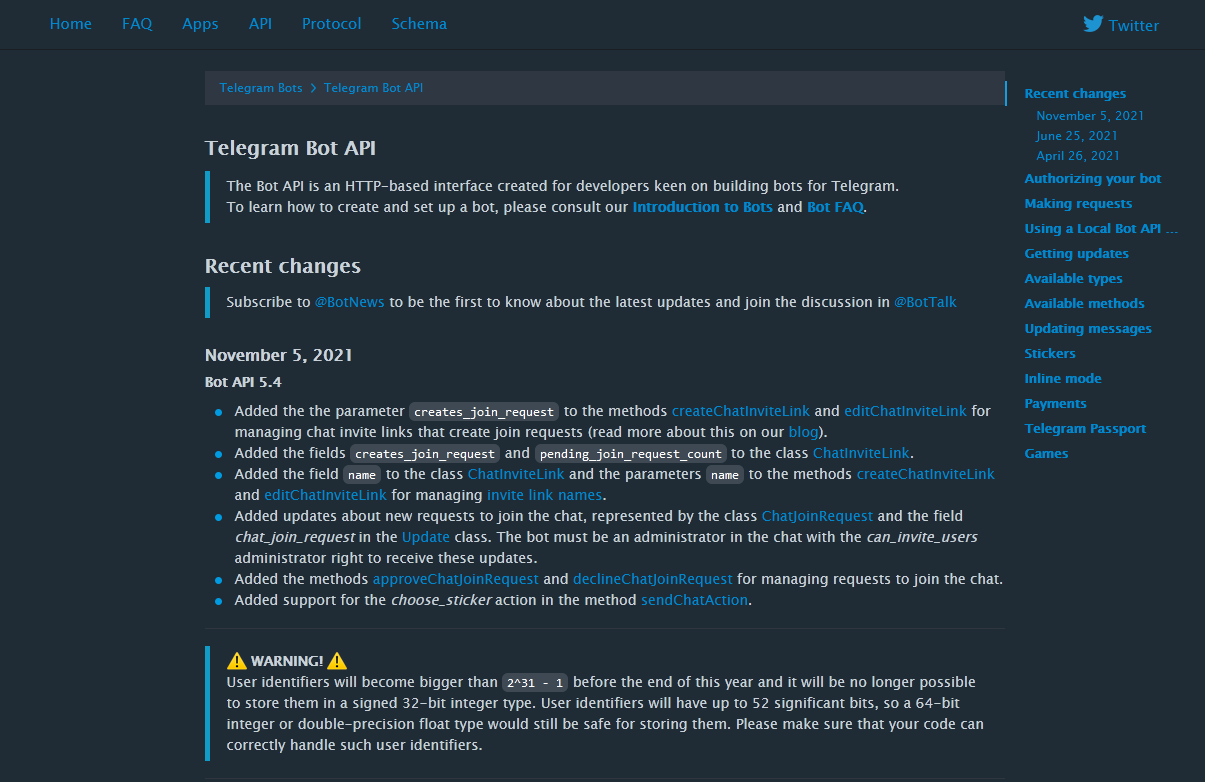 Home FAQ Apps API Protocol Schema Twitter
Telegram Bots > Telegram Bot API
Telegram Bot API
The Bot API is an HTTP-based interface created for developers keen on building bots for Telegram.
To learn how to create and set up a bot, please consult our Introduction to Bots and Bot FAQ.
Recent changes
Subscribe to @BotNews to be the first to know about the latest updates and join the discussion in @BotTalk
November 5, 2021
Bot API 5.4
Added the the parameter creates_join_request to the methods createChatInviteLink and editChatInviteLink for
managing chat invite links that create join requests (read more about this on our blog).
Added the fields creates_join_request and pending_join_request_count to the class ChatInviteLink.
Added the field name to the class ChatInviteLink and the parameters name to the methods createChatInviteLink
and editChatInviteLink for managing invite link names.
Added updates about new requests to join the chat, represented by the class ChatJoinRequest and the field
chat_join_request in the Update class. The bot must be an administrator in the chat with the can_invite_users
administrator right to receive these updates.
Added the methods approveChatJoinRequest and declineChatJoinRequest for managing requests to join the chat.
Added support for the choose_sticker action in the method sendChatAction.
⚠️ WARNING! ⚠️
User identifiers will become bigger than 2^31 - 1 before the end of this year and it will be no longer possible
to store them in a signed 32-bit integer type. User identifiers will have up to 52 significant bits, so a 64-bit
integer or double-precision float type would still be safe for storing them. Please make sure that your code can
correctly handle such user identifiers.
Recent changes
November 5, 2021
June 25, 2021
April 26, 2021
Authorizing your bot
Making requests
Using a Local Bot API ...
Getting updates
Available types
Available methods
Updating messages
Stickers
Inline mode
Payments
Telegram Passport
Games